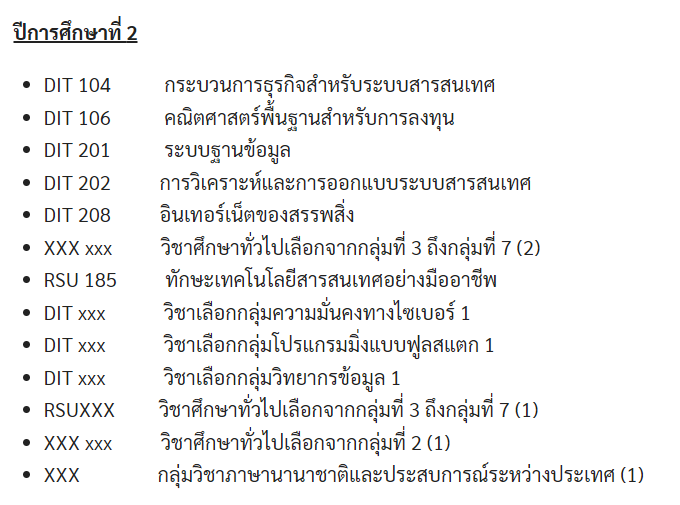 ปีการศึกษาที่ 2
• DIT 104 กระบวนการธุรกิจสำหรับระบบสารสนเทศ
• DIT 106 คณิตศาสตร์พื้นฐานสำหรับการลงทุน
• DIT 201 ระบบฐานข้อมูล
• DIT 202 การวิเคราะห์และการออกแบบระบบสารสนเทศ
• DIT 208 อินเทอร์เน็ตของสรรพสิ่ง
• XXX xxx วิชาศึกษาทั่วไปเลือกจากกลุ่มที่ 3 ถึงกลุ่มที่ 7 (2)
• RSU 185 ทักษะเทคโนโลยีสารสนเทศอย่างมืออาชีพ
• DIT xxx วิชาเลือกกลุ่มความมั่นคงทางไซเบอร์ 1
• DIT xxx วิชาเลือกกลุ่มโปรแกรมมิ่งแบบฟูลสแตก 1
• DIT xxx วิชาเลือกกลุ่มวิทยากรข้อมูล 1
• RSUXXX วิชาศึกษาทั่วไปเลือกจากกลุ่มที่ 3 ถึงกลุ่มที่ 7 (1)
• XXX xxx วิชาศึกษาทั่วไปเลือกจากกลุ่มที่ 2 (1)
• XXX กลุ่มวิชาภาษานานาชาติและประสบการณ์ระหว่างประเทศ (1)